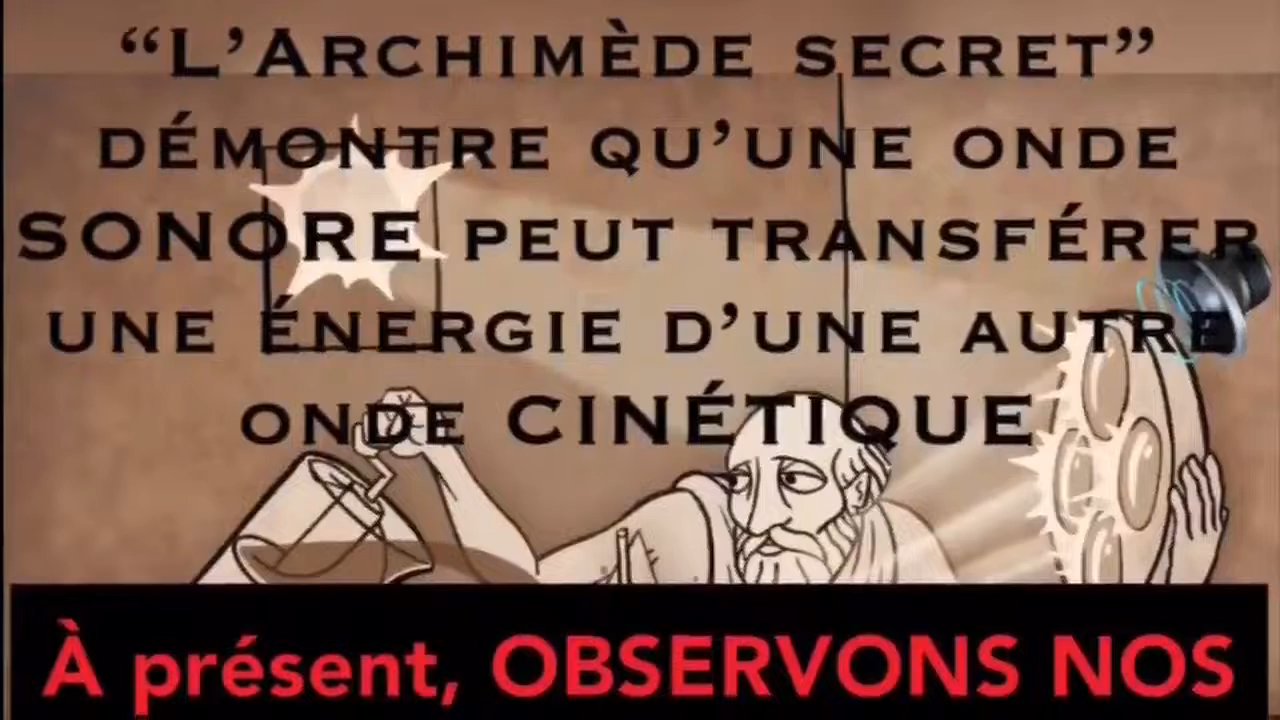 “L’ARCHIMÈDE SECRET”
DÉMONTRE QU’UNE ONDE
SONORE PEUT TRANSFÉRER
UNE ÉNERGIE D’UNE AUTRE
ONDE CINÉTIQUE
À présent, OBSERVONS NOS